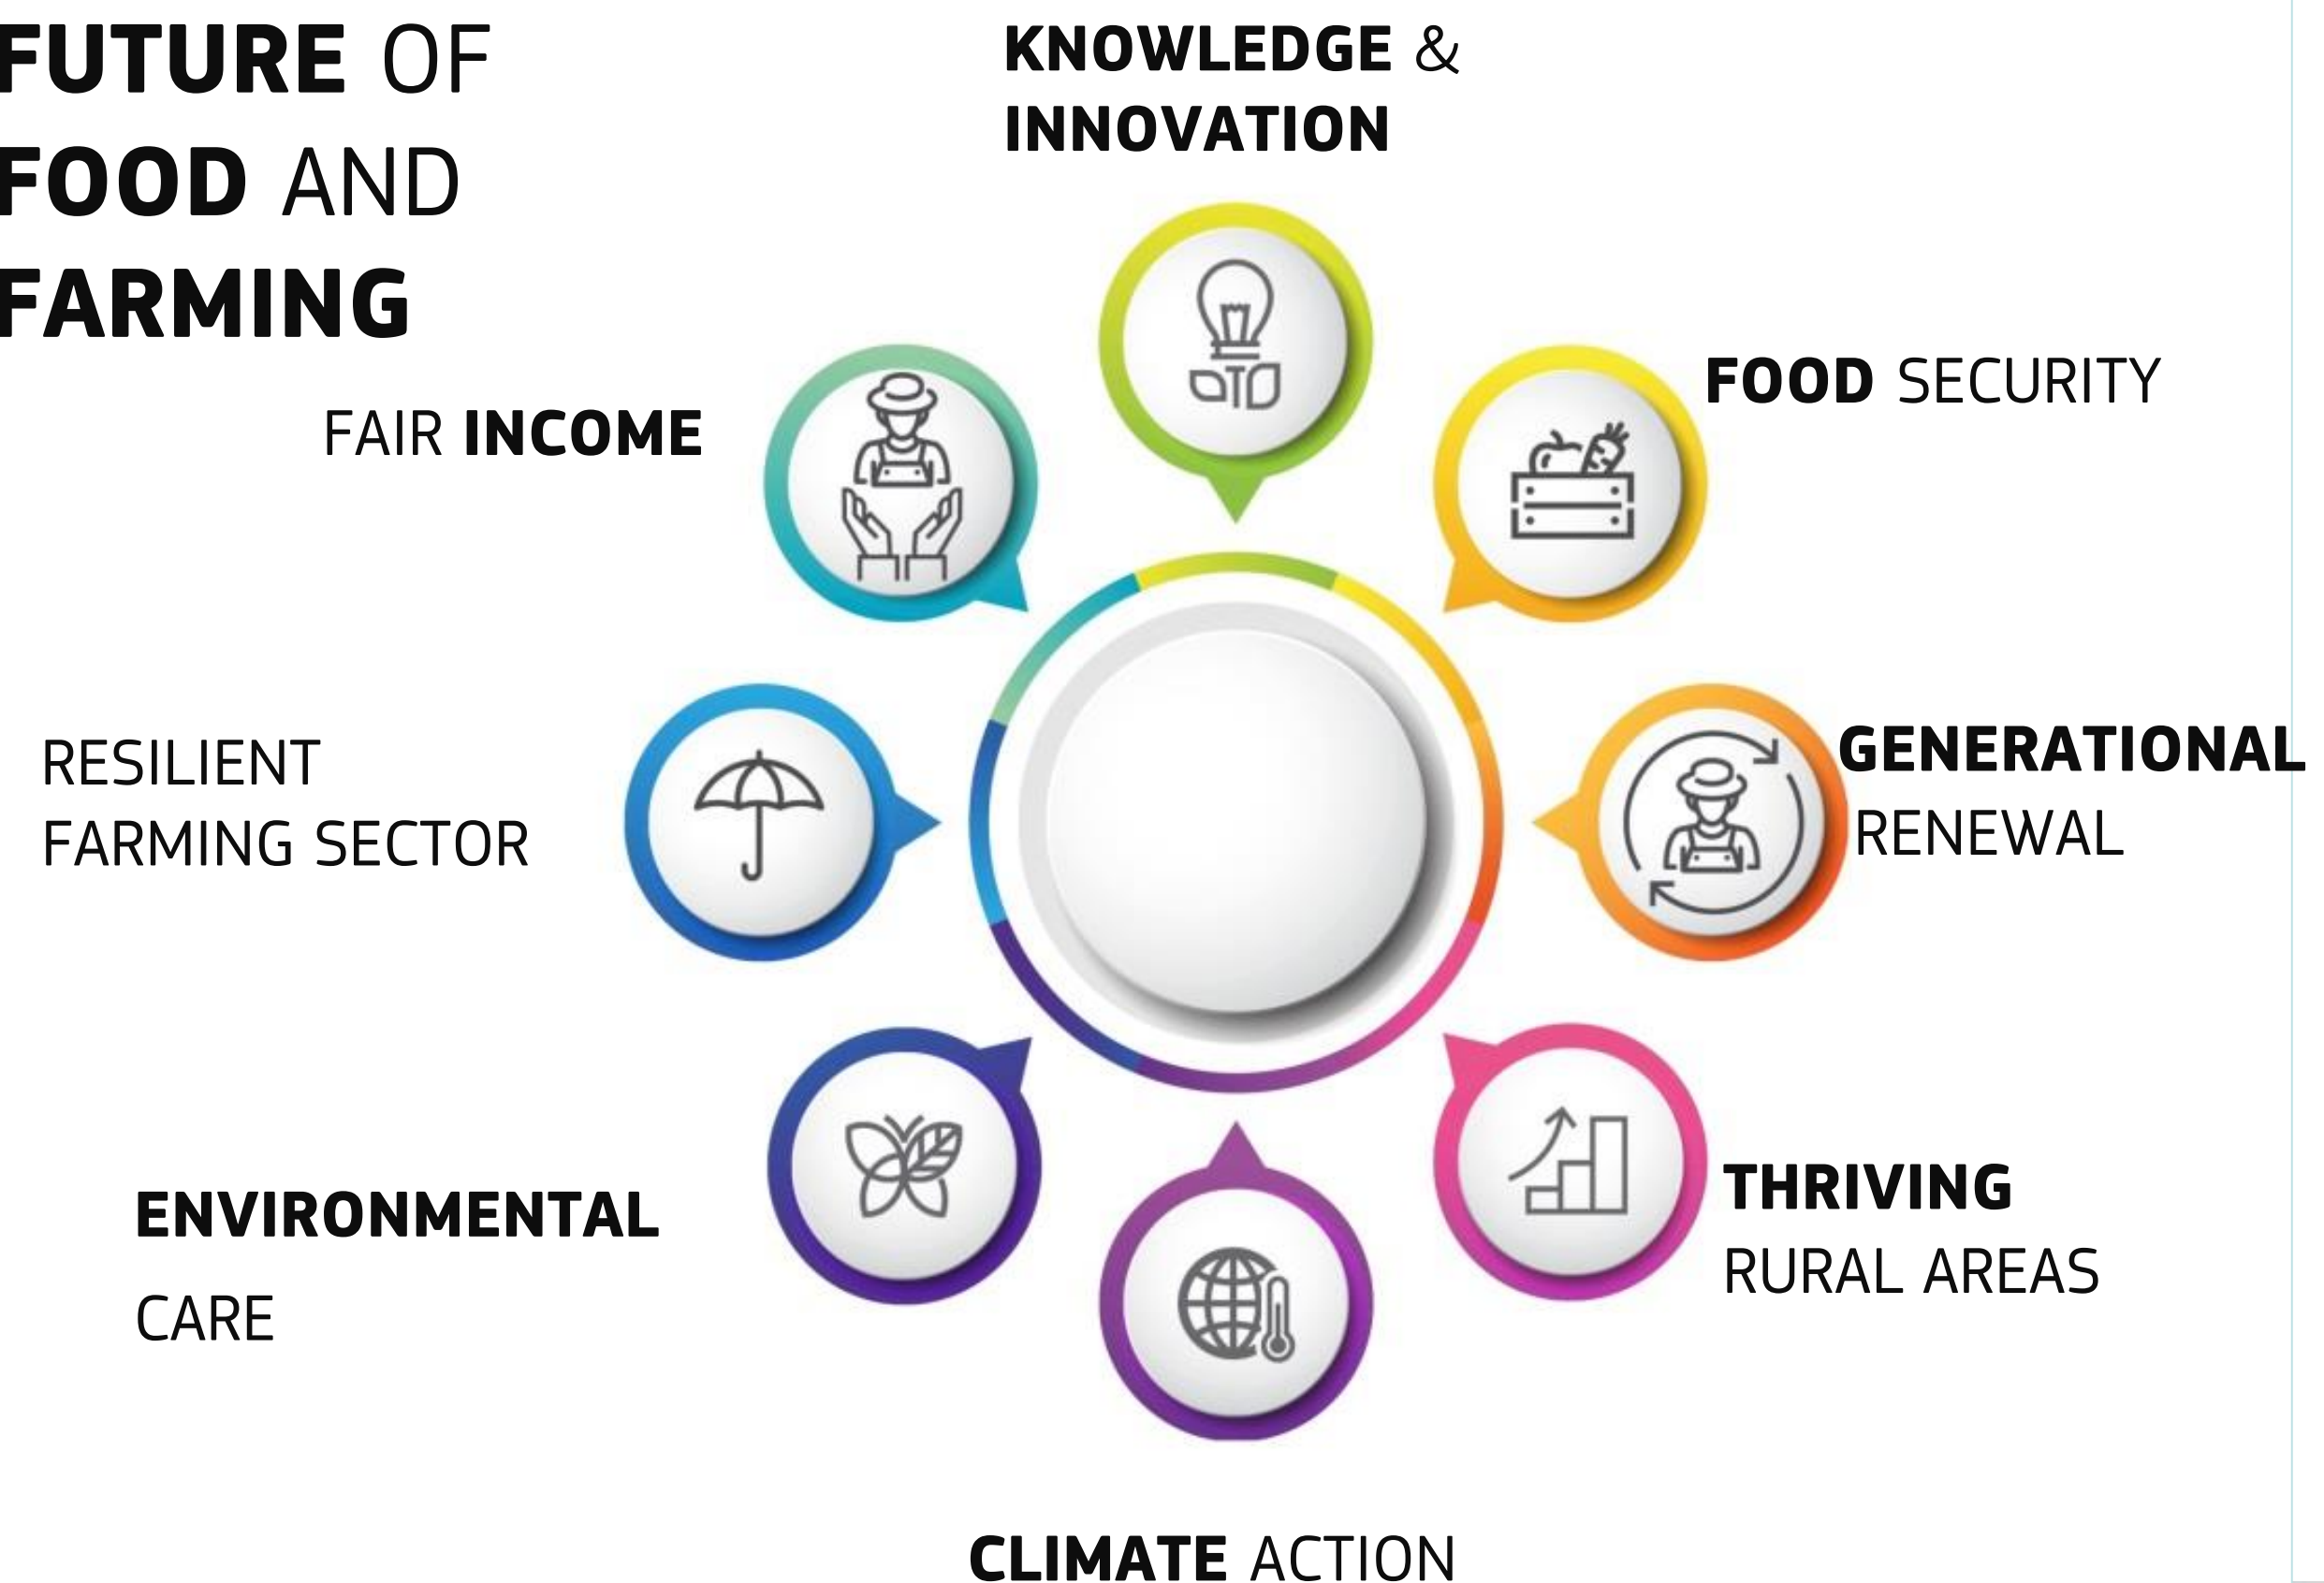 FUTURE OF
FOOD AND
FARMING
KNOWLEDGE &
INNOVATION
FOOD SECURITY
FAIR INCOME
GENERATIONAL
RENEWAL
RESILIENT
FARMING SECTOR
THRIVING
RURAL AREAS
ENVIRONMENTAL
CARE
CLIMATE ACTION